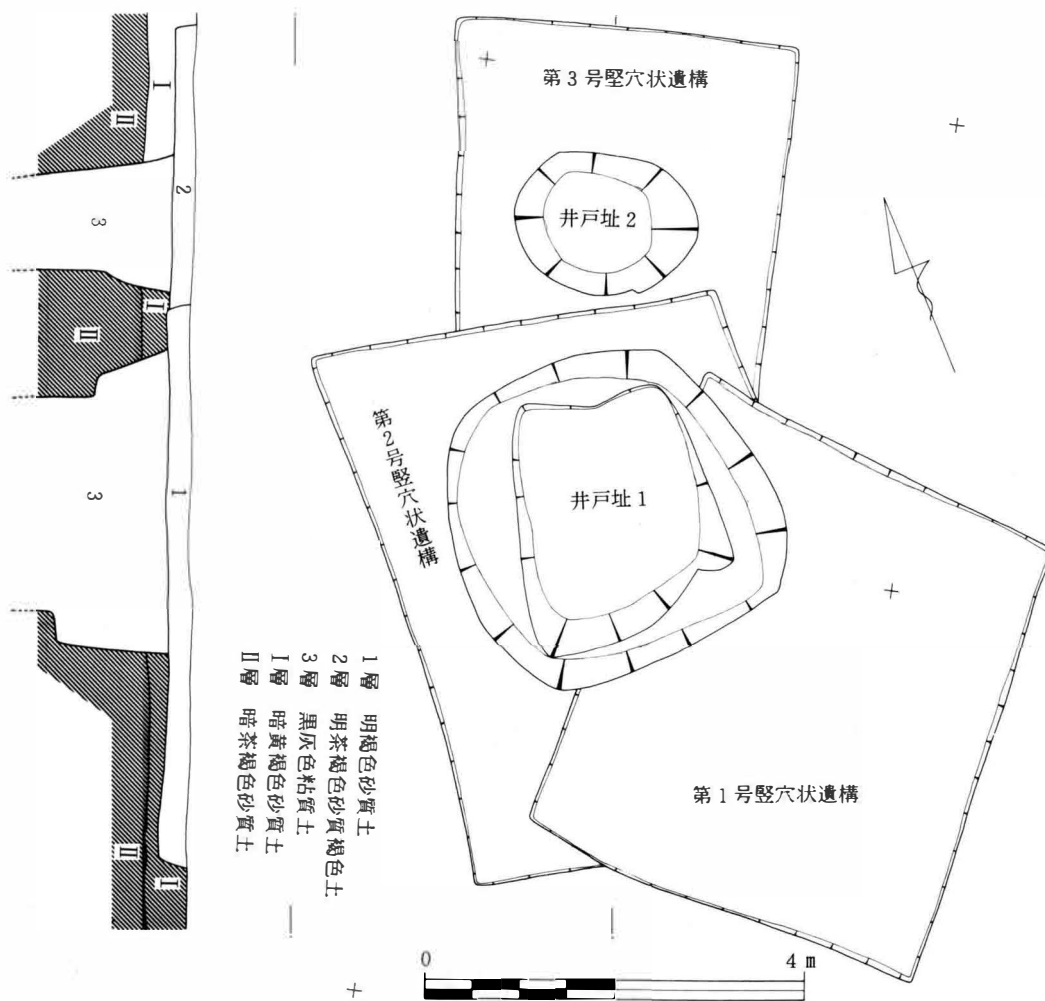 第3号竪穴状遺構
井戸址2
第2号竪穴状遺構
井戸址1
第1号竪穴状遺構
I
II
2
3
I
II
1
3
II
I
1層 明褐色砂質土
2層 明茶褐色砂質褐色土
3層 黒灰色粘質土
I層 暗黄褐色砂質土
II層 暗茶褐色砂質土
0 4m